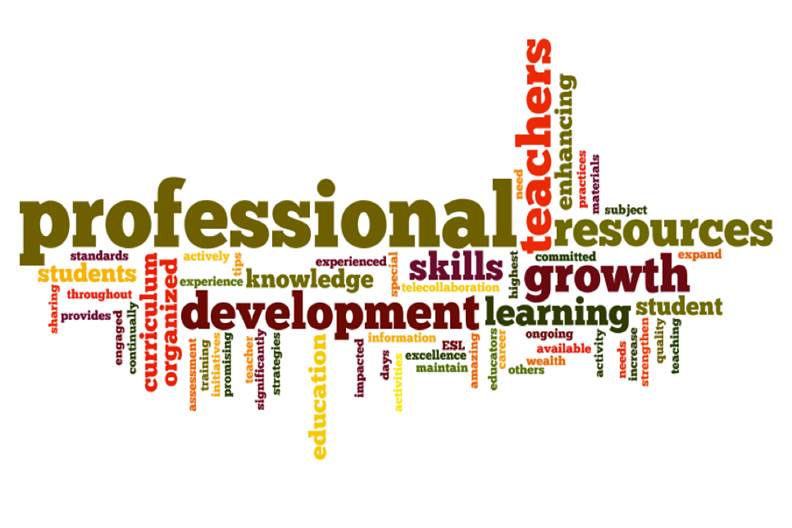 professional
teachers
need
enhancing
practices
materials
subject
resources
standards
students
actively
tips
experienced
special
skills
highest
committed
expand
growth
sharing
throughout
curriculum
organized
experience
knowledge
telecollaboration
provides
engaged
continually
development
learning
student
assessment
training
initiatives
promising
teacher
significantly
strategies
education
impacted
information
days
activities
ESL
excellence
maintain
amazing
educators
career
ongoing
available
wealth
others
activity
needs
increase
strengthen
quality
teaching